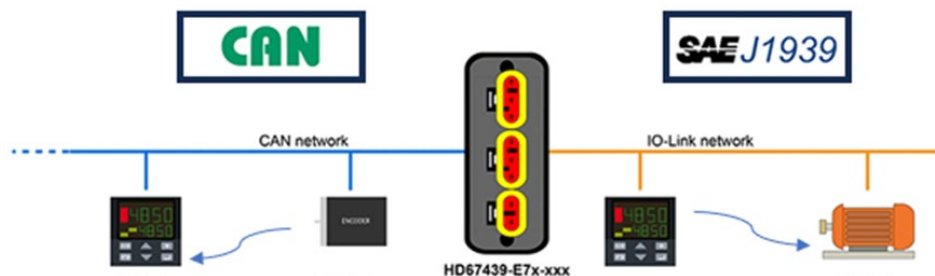 CAN
SAE J1939
CAN network
IO-Link network
4850
4850
ENCODER
4850
4850
HD67439-E7x-xxx